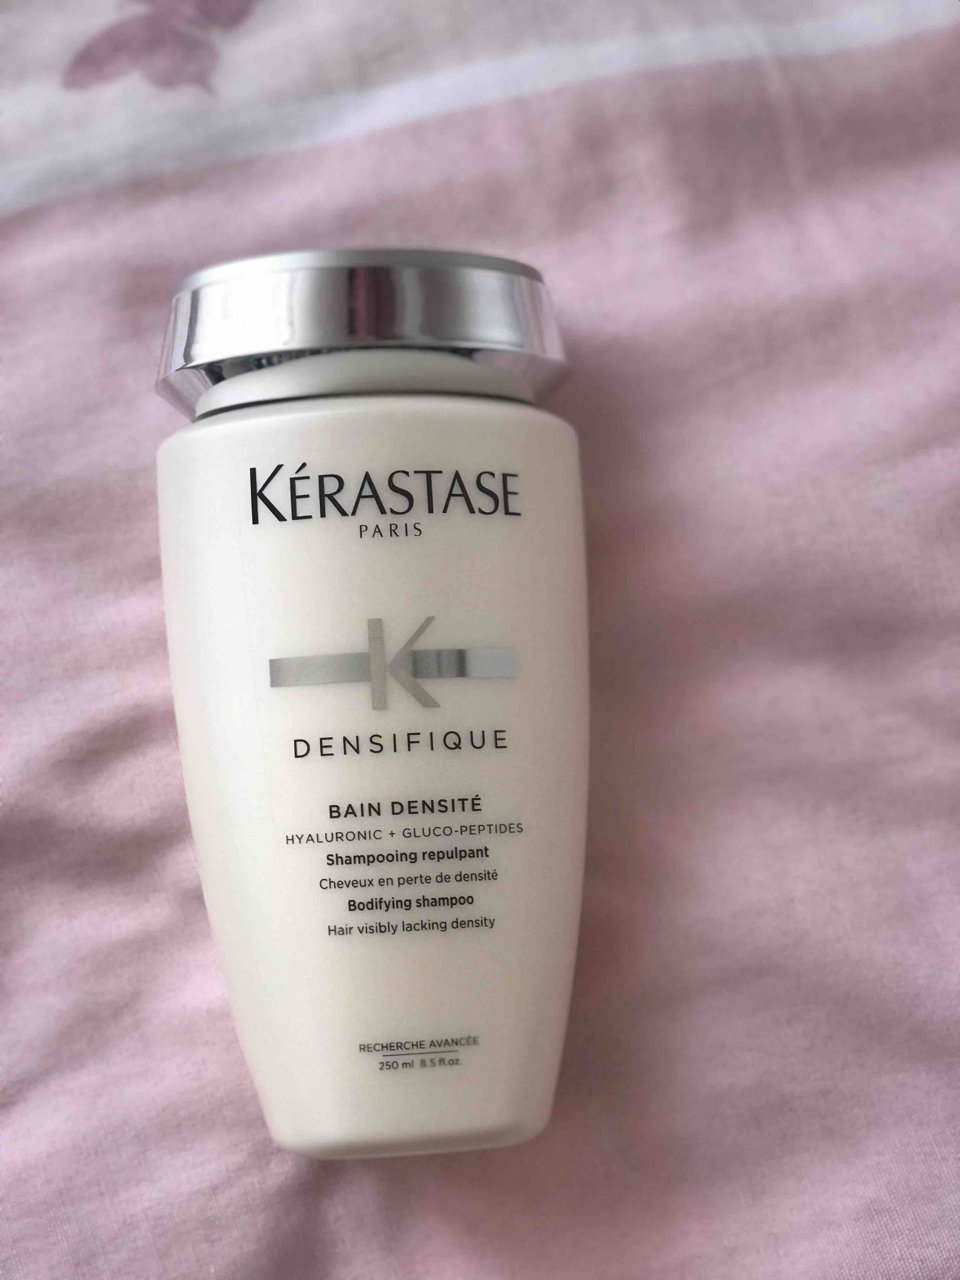 KÉRASTASE
PARIS
K
DENSIFIQUE
BAIN DENSITÉ
HYALURONIC + GLUCO-PEPTIDES
Shampooing repulpant
Cheveux en perte de densité
Bodifying shampoo
Hair visibly lacking density
RECHERCHE AVANCÉE
250 ml 8.5 fl.oz.